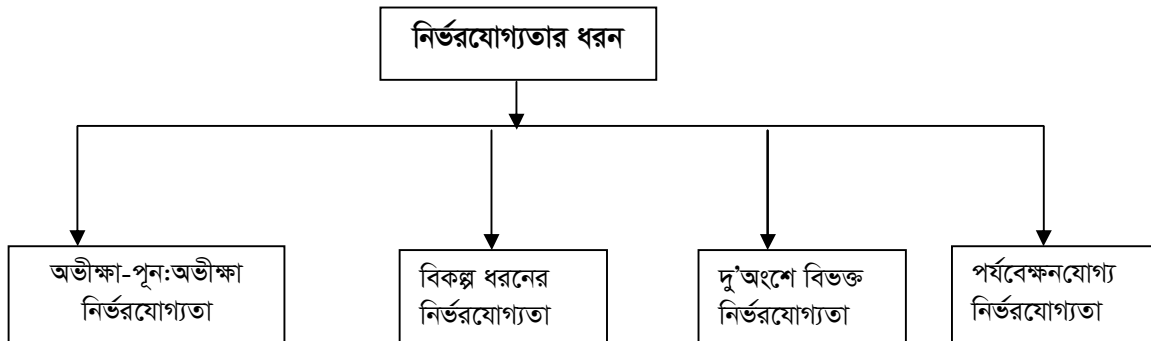 নির্ভরযোগ্যতার ধরন
অভীক্ষা-পূন:অভীক্ষা
নির্ভরযোগ্যতা
বিকল্প ধরনের
নির্ভরযোগ্যতা
দু'অংশে বিভক্ত
নির্ভরযোগ্যতা
পর্যবেক্ষনযোগ্য
নির্ভরযোগ্যতা